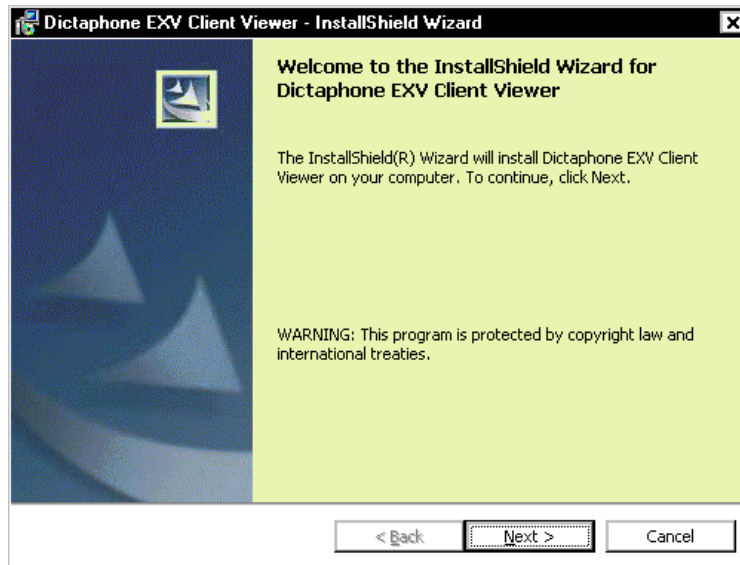 Dictaphone EXV Client Viewer - InstallShield Wizard
Welcome to the InstallShield Wizard for
Dictaphone EXV Client Viewer
The InstallShield(R) Wizard will install Dictaphone EXV Client
Viewer on your computer. To continue, click Next.
WARNING: This program is protected by copyright law and
international treaties.
< Back
Next >
Cancel